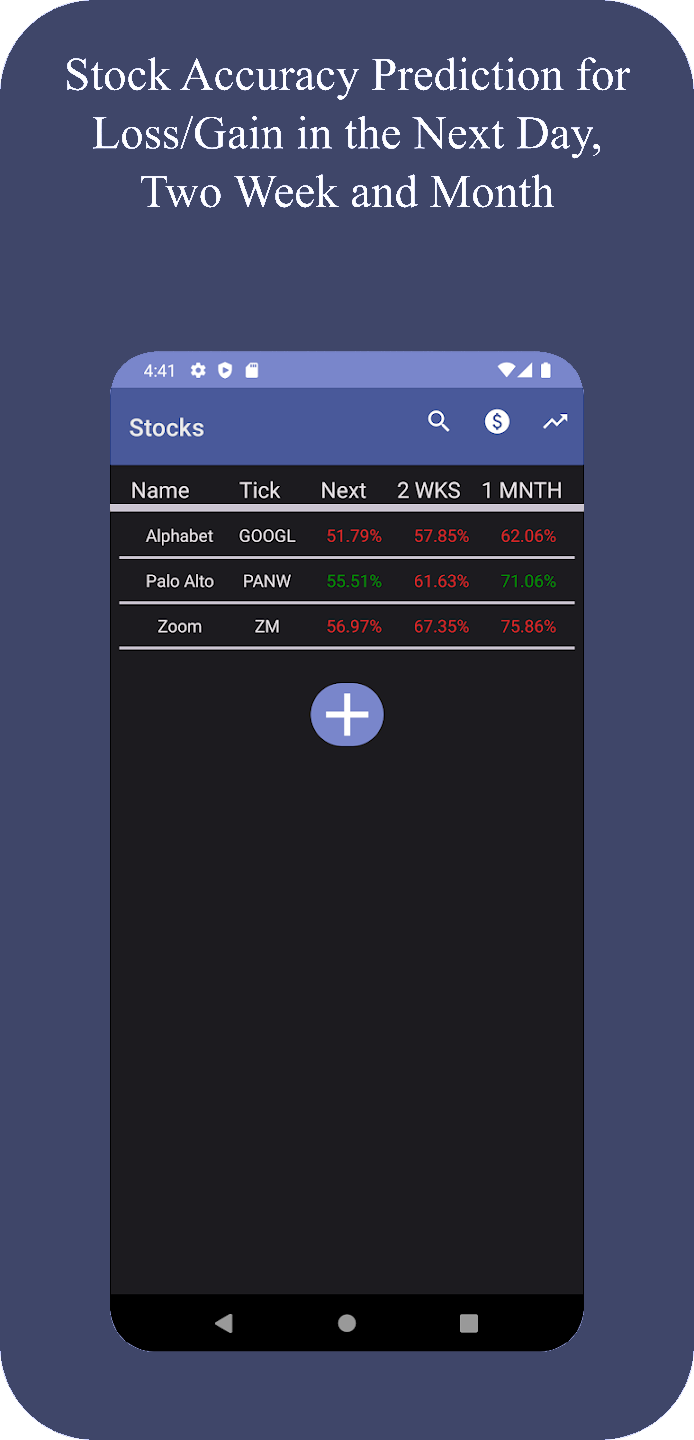 Stock Accuracy Prediction for
Loss/Gain in the Next Day,
Two Week and Month
4:41
Stocks
Name Tick Next 2 WKS 1 MNTH
Alphabet GOOGL 51.79% 57.85% 62.06%
Palo Alto PANW 55.51% 61.63% 71.06%
Zoom ZM 56.97% 67.35% 75.86%